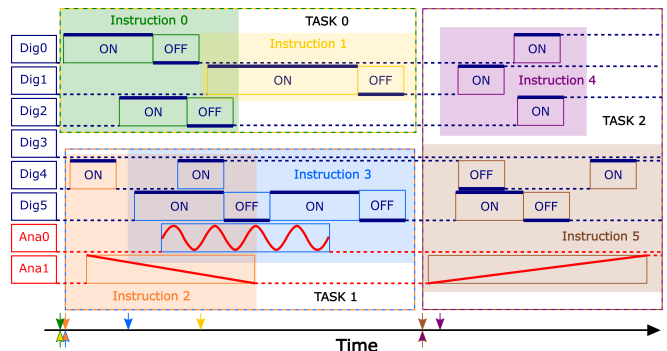 Instruction 0 TASK 0
Instruction 1
Dig0 ON OFF ON
Dig1 ON OFF ON Instruction 4
Dig2 ON OFF ON TASK 2
Dig3
Dig4 ON ON Instruction 3 OFF ON
Dig5 ON OFF ON OFF ON OFF
Ana0 Instruction 5
Ana1
Instruction 2 TASK 1
Time